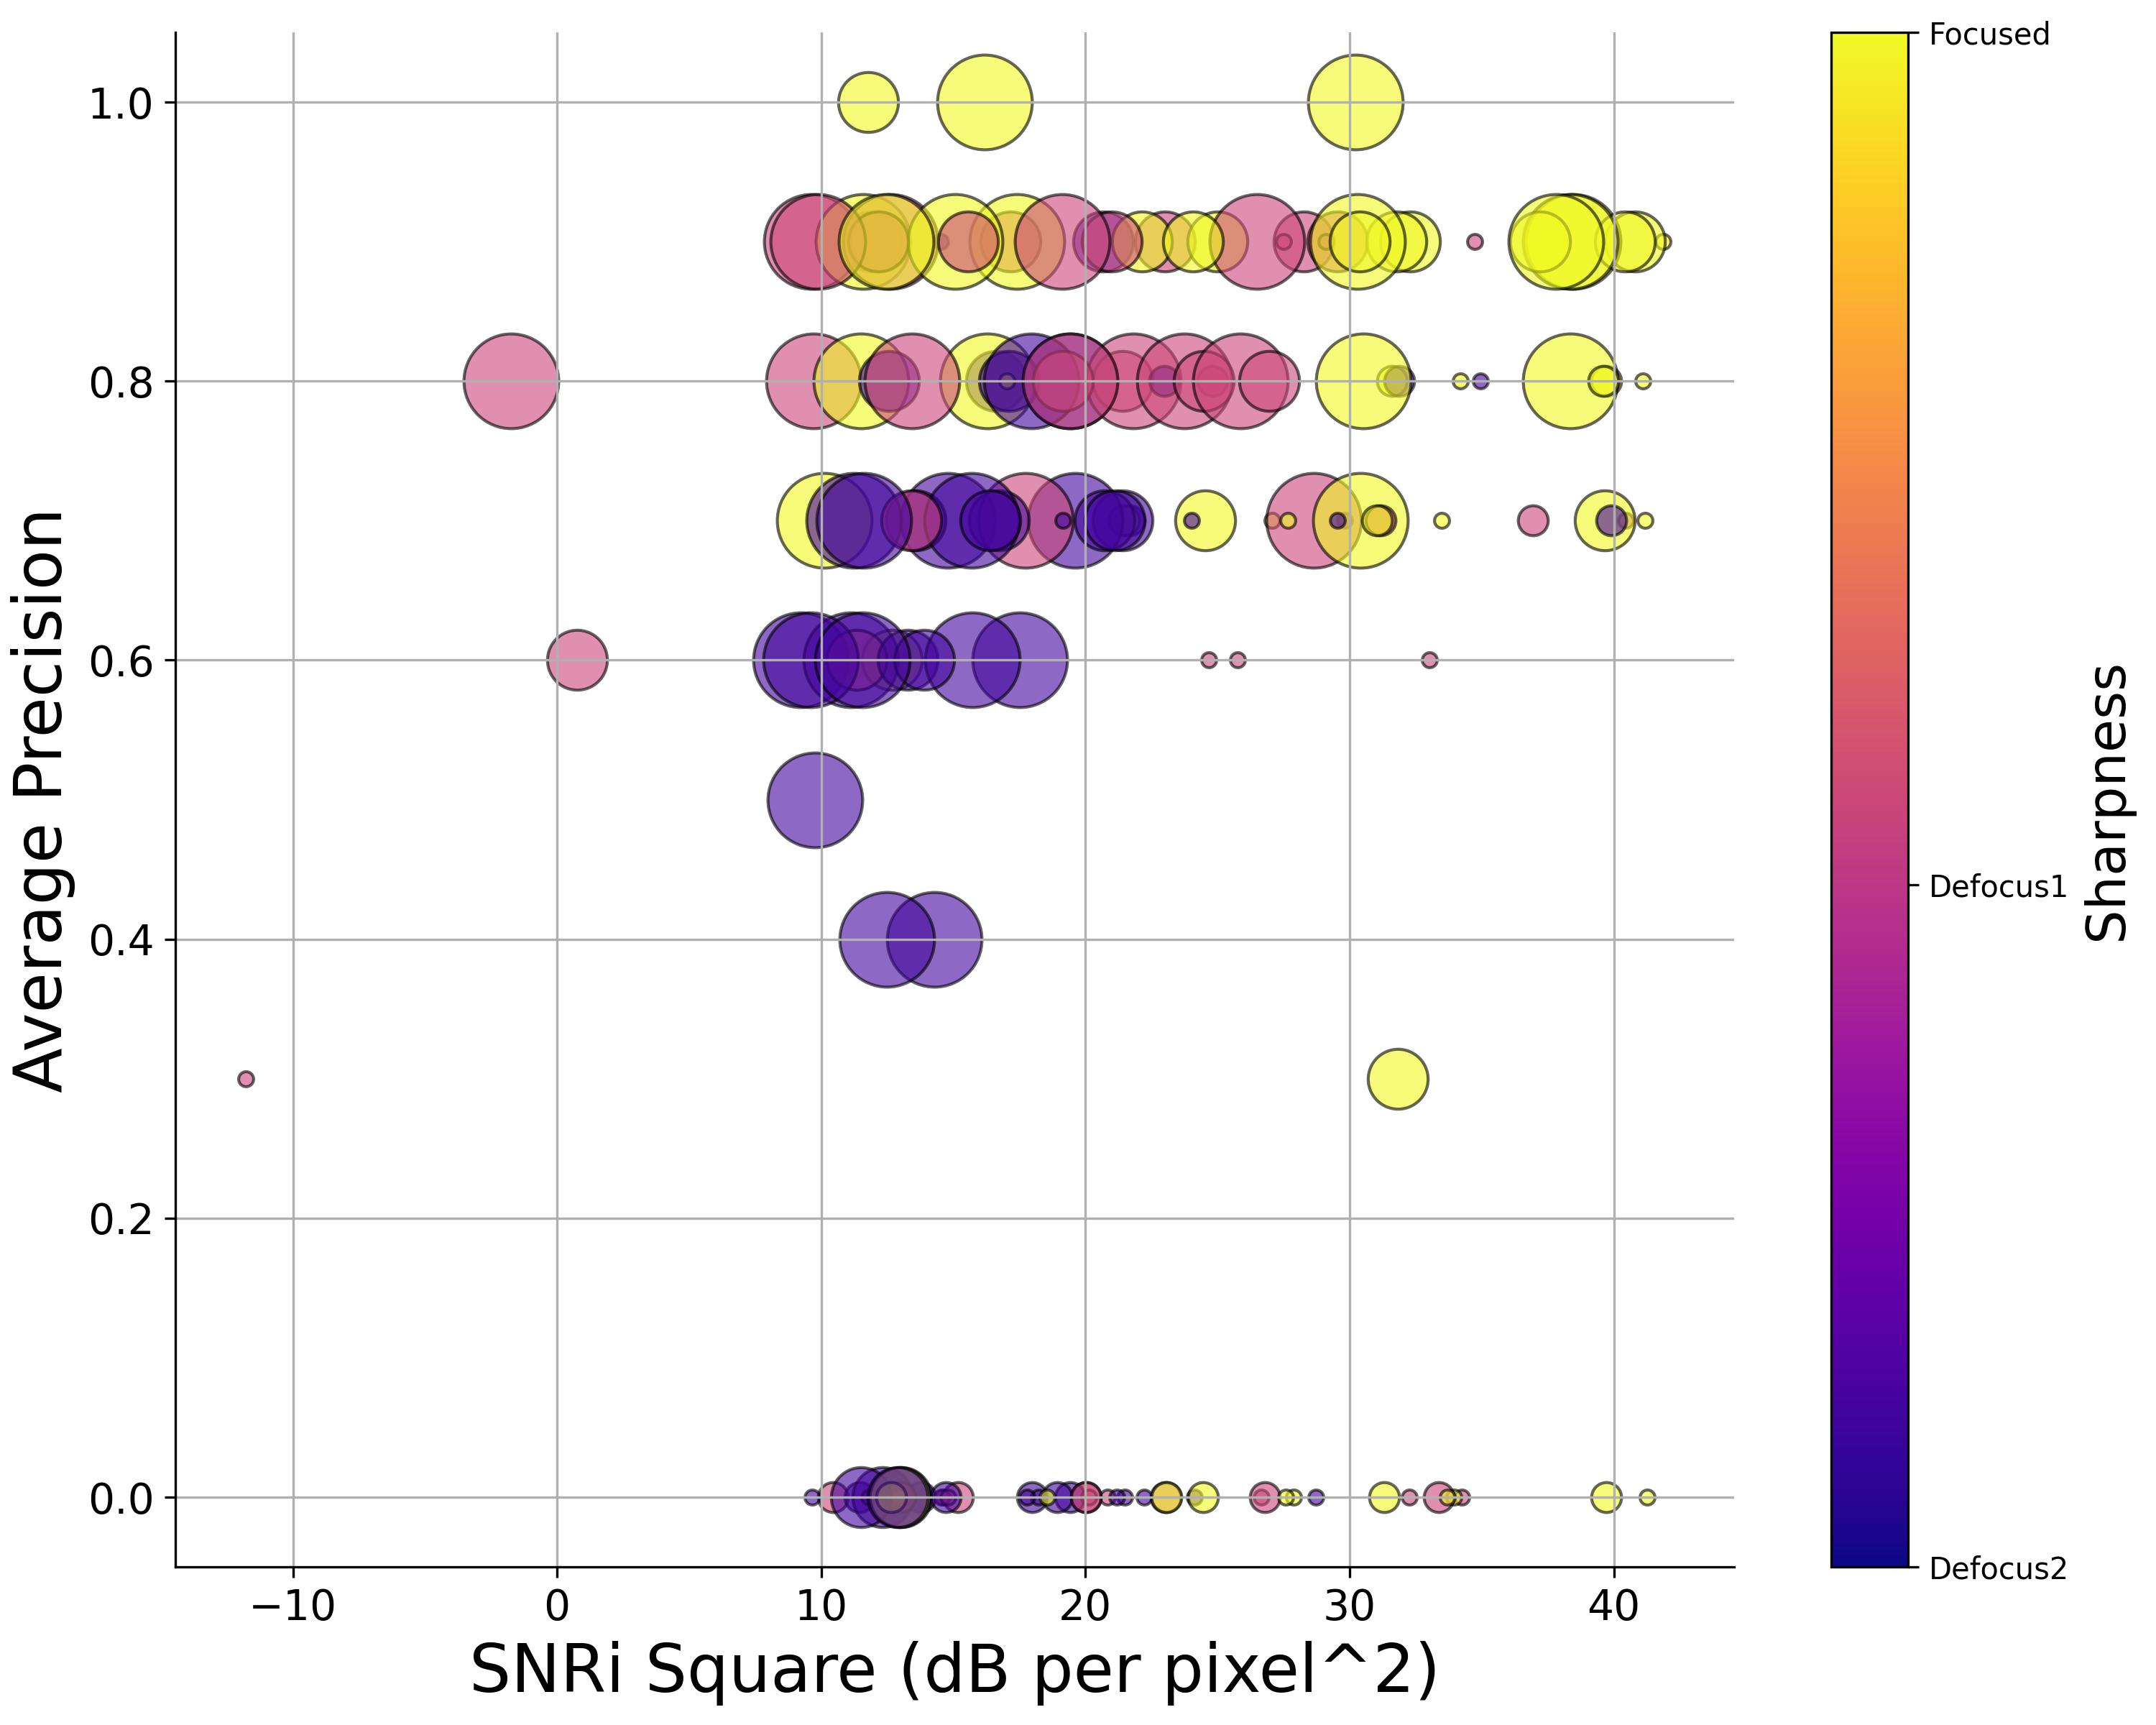 Average Precision
1.0
0.8
0.6
0.4
0.2
0.0
−10
0
10
20
30
40
SNRi Square (dB per pixel^2)
Focused
Defocus1
Defocus2
Sharpness